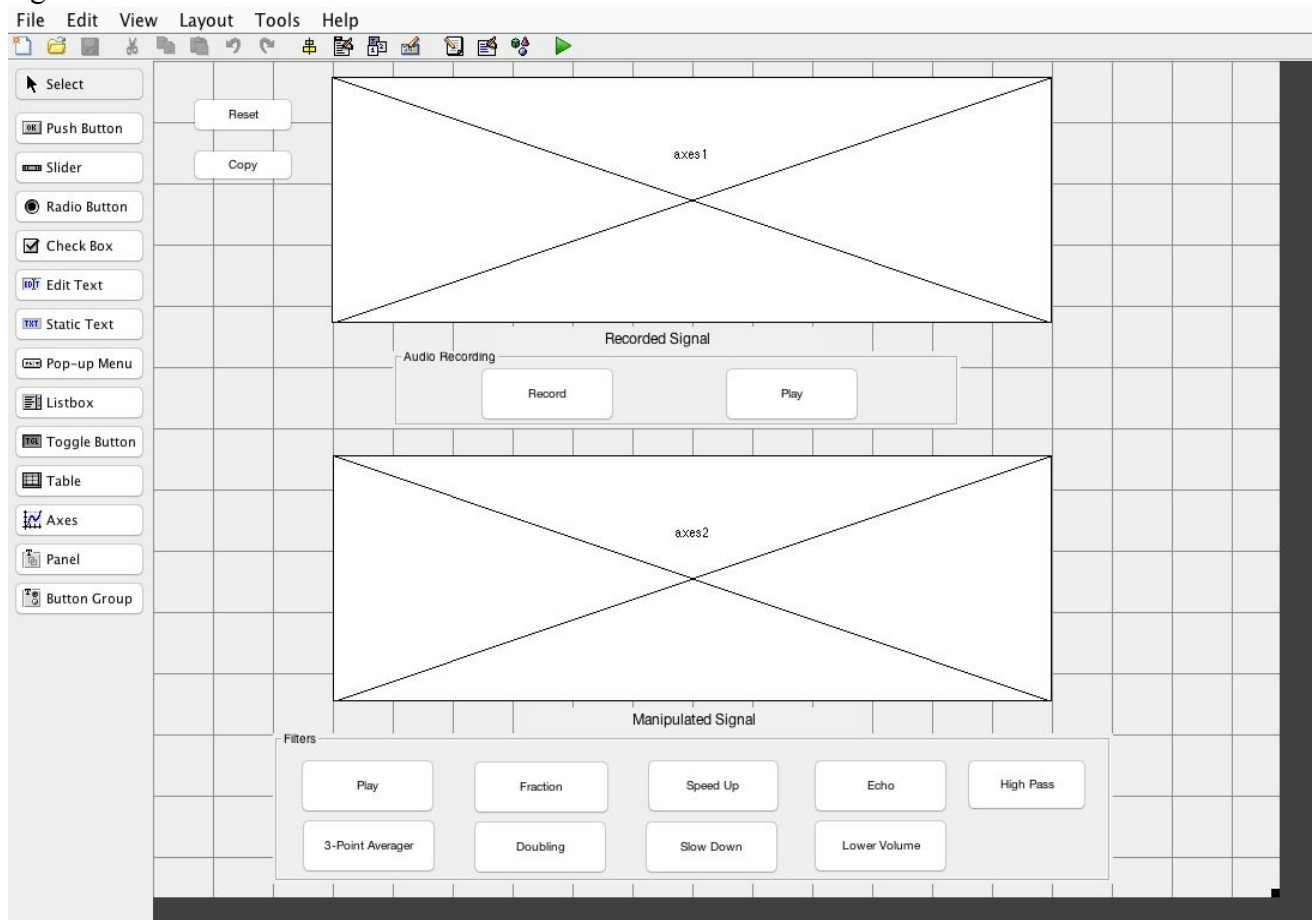 File Edit View Layout Tools Help
Select
Push Button
Slider
Radio Button
Check Box
Edit Text
Static Text
Pop-up Menu
Listbox
Toggle Button
Table
Axes
Panel
Button Group
Reset
Copy
axes1
Recorded Signal
Audio Recording
Record Play
axes2
Manipulated Signal
Filters
Play Fraction Speed Up Echo High Pass
3-Point Averager Doubling Slow Down Lower Volume